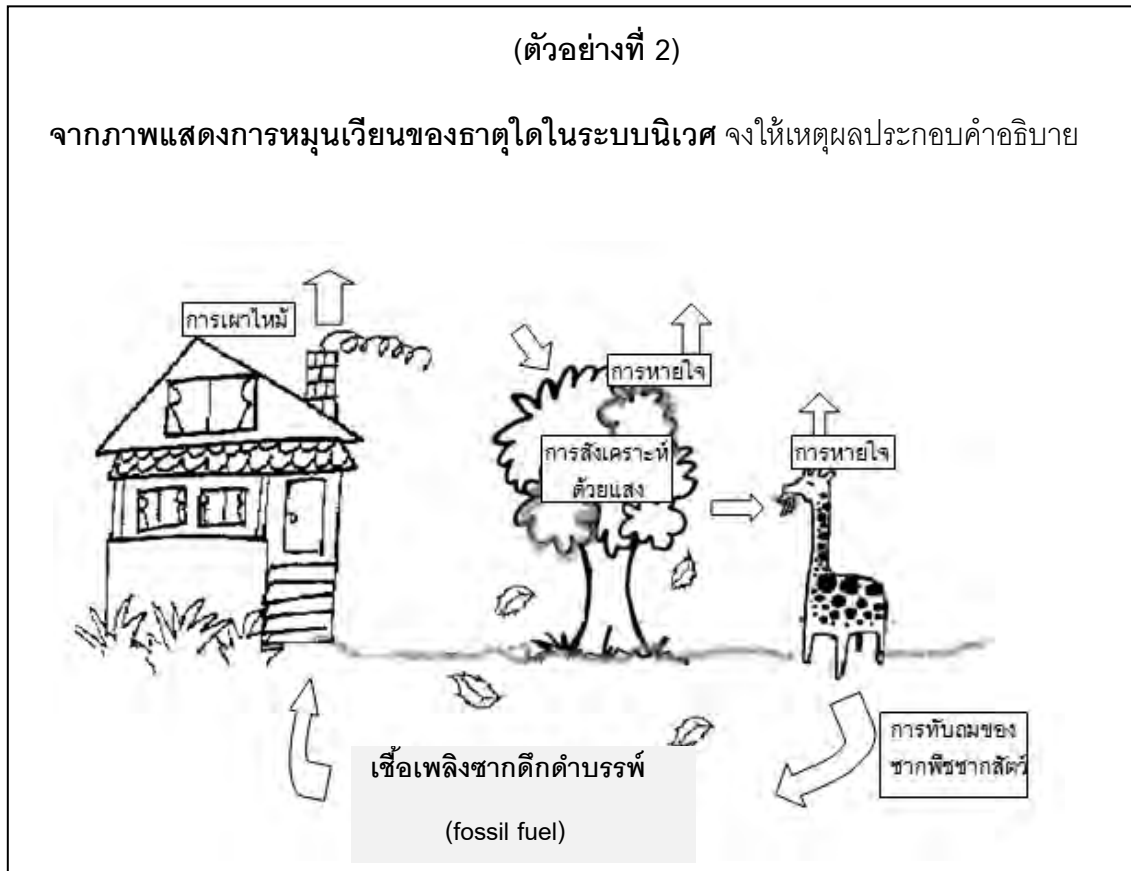 (ตัวอย่างที่ 2)
จากภาพแสดงการหมุนเวียนของธาตุใดในระบบนิเวศ จงให้เหตุผลประกอบคำอธิบาย
การเผาไหม้
การหายใจ
การสังเคราะห์
ด้วยแสง
การหายใจ
การทับถมของ
ซากพืชซากสัตว์
เชื้อเพลิงซากดึกดำบรรพ์
(fossil fuel)